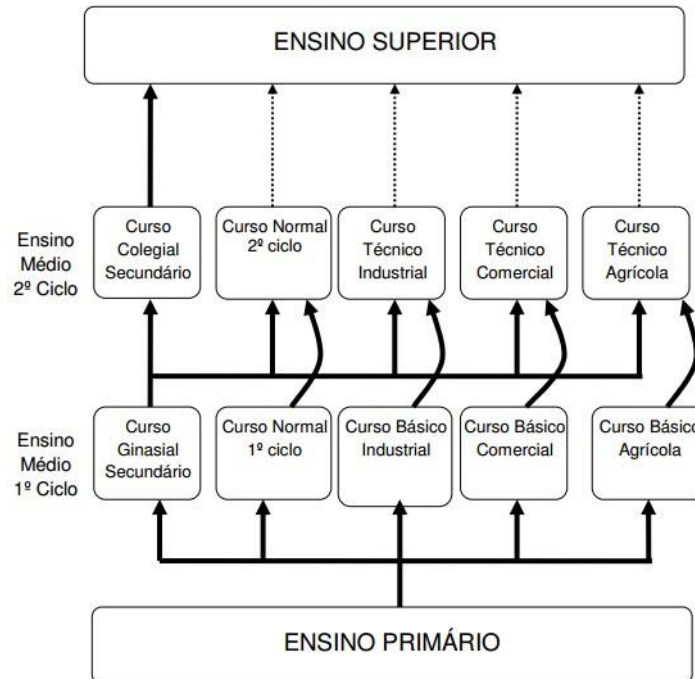 ENSINO SUPERIOR
Ensino
Médio
2º Ciclo
Curso
Colegial
Secundário
Curso Normal
2º ciclo
Curso
Técnico
Industrial
Curso
Técnico
Comercial
Curso
Técnico
Agrícola
Ensino
Médio
1º Ciclo
Curso
Ginasial
Secundário
Curso Normal
1º ciclo
Curso Básico
Industrial
Curso Básico
Comercial
Curso Básico
Agrícola
ENSINO PRIMÁRIO